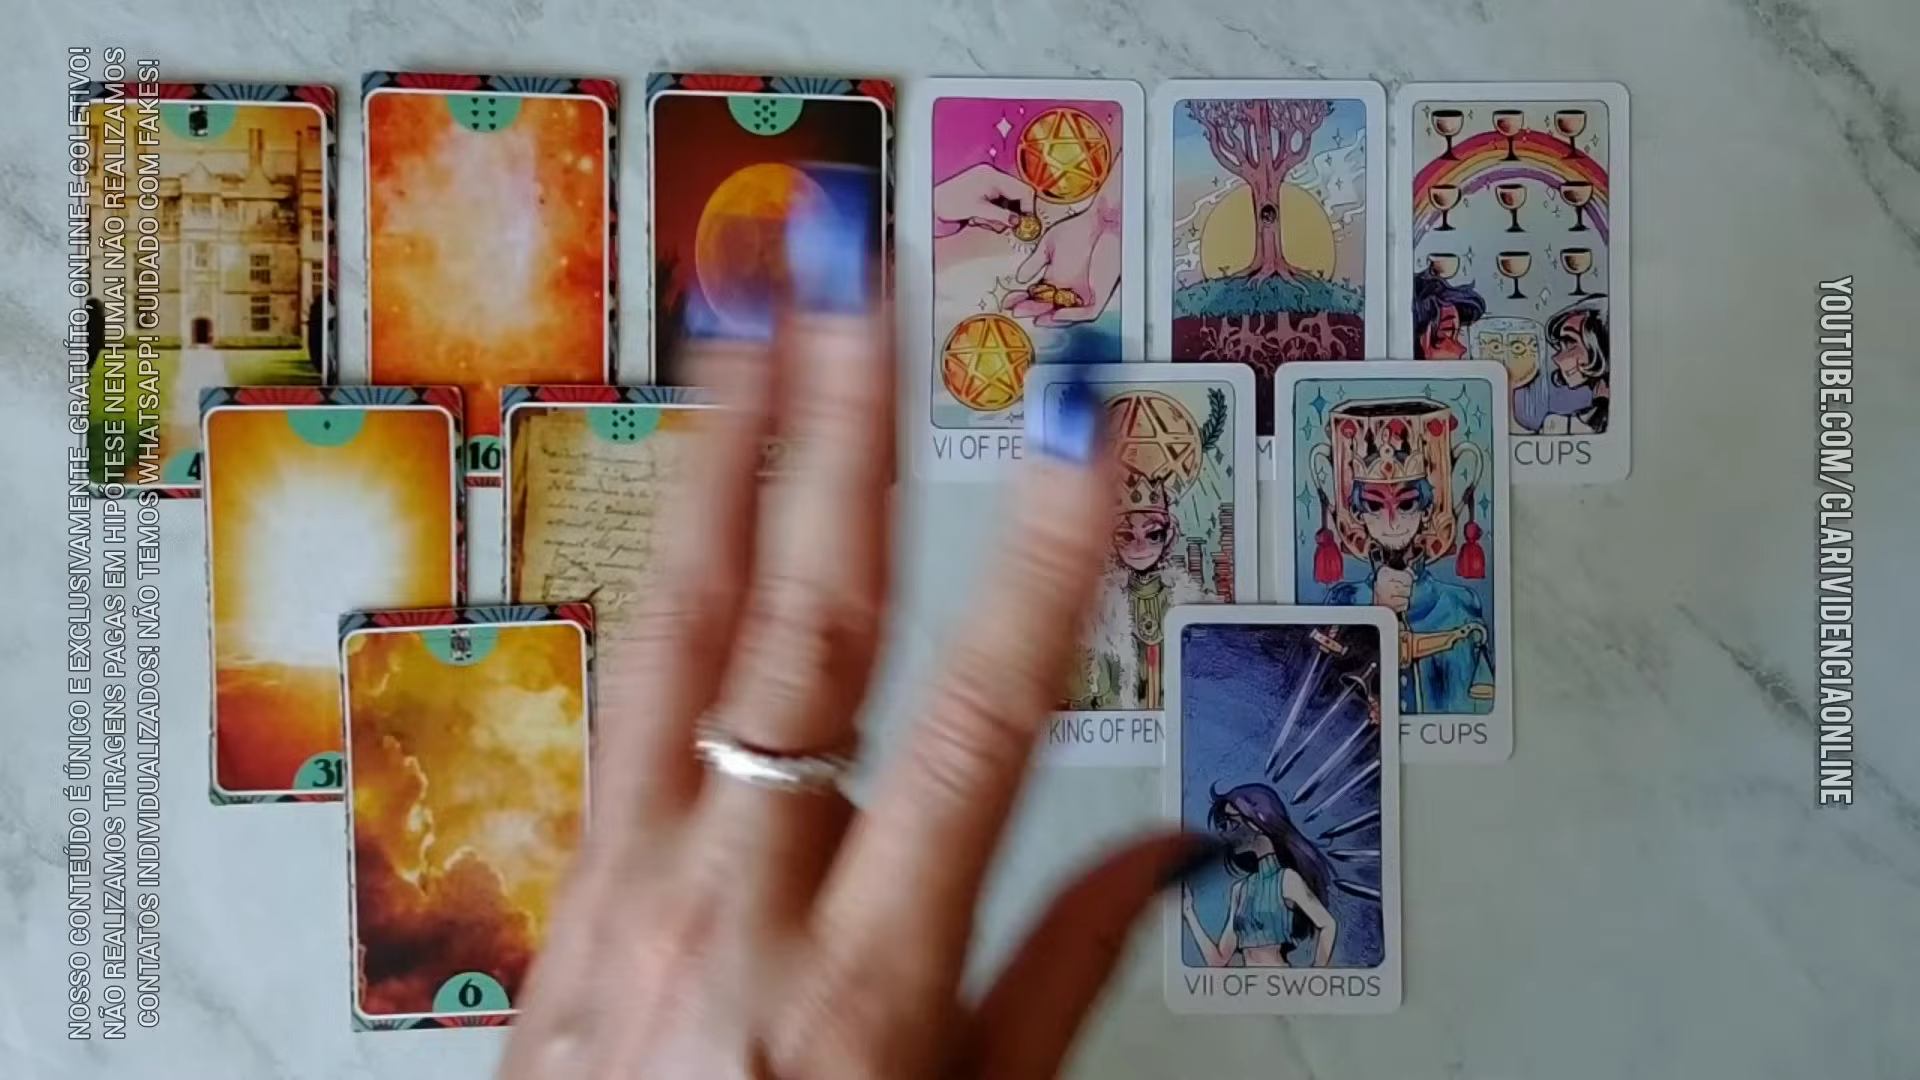 NOSSO CONTEÚDO É ÚNICO E EXCLUSIVAMENTE GRATUÍTO, ONLINE E COLETIVO!
NÃO REALIZAMOS TIRAGENS PAGAS EM HIPÓTESE NENHUMA! NÃO REALIZAMOS
CONTATOS INDIVIDUALIZADOS! NÃO TEMOS WHATSAPP! CUIDADO COM FAKES!
4
16
VI OF PE
M
CUPS
31
KING OF PEN
F CUPS
6
VII OF SWORDS
YOUTUBE.COM/CLARIVIDENCIAONLINE